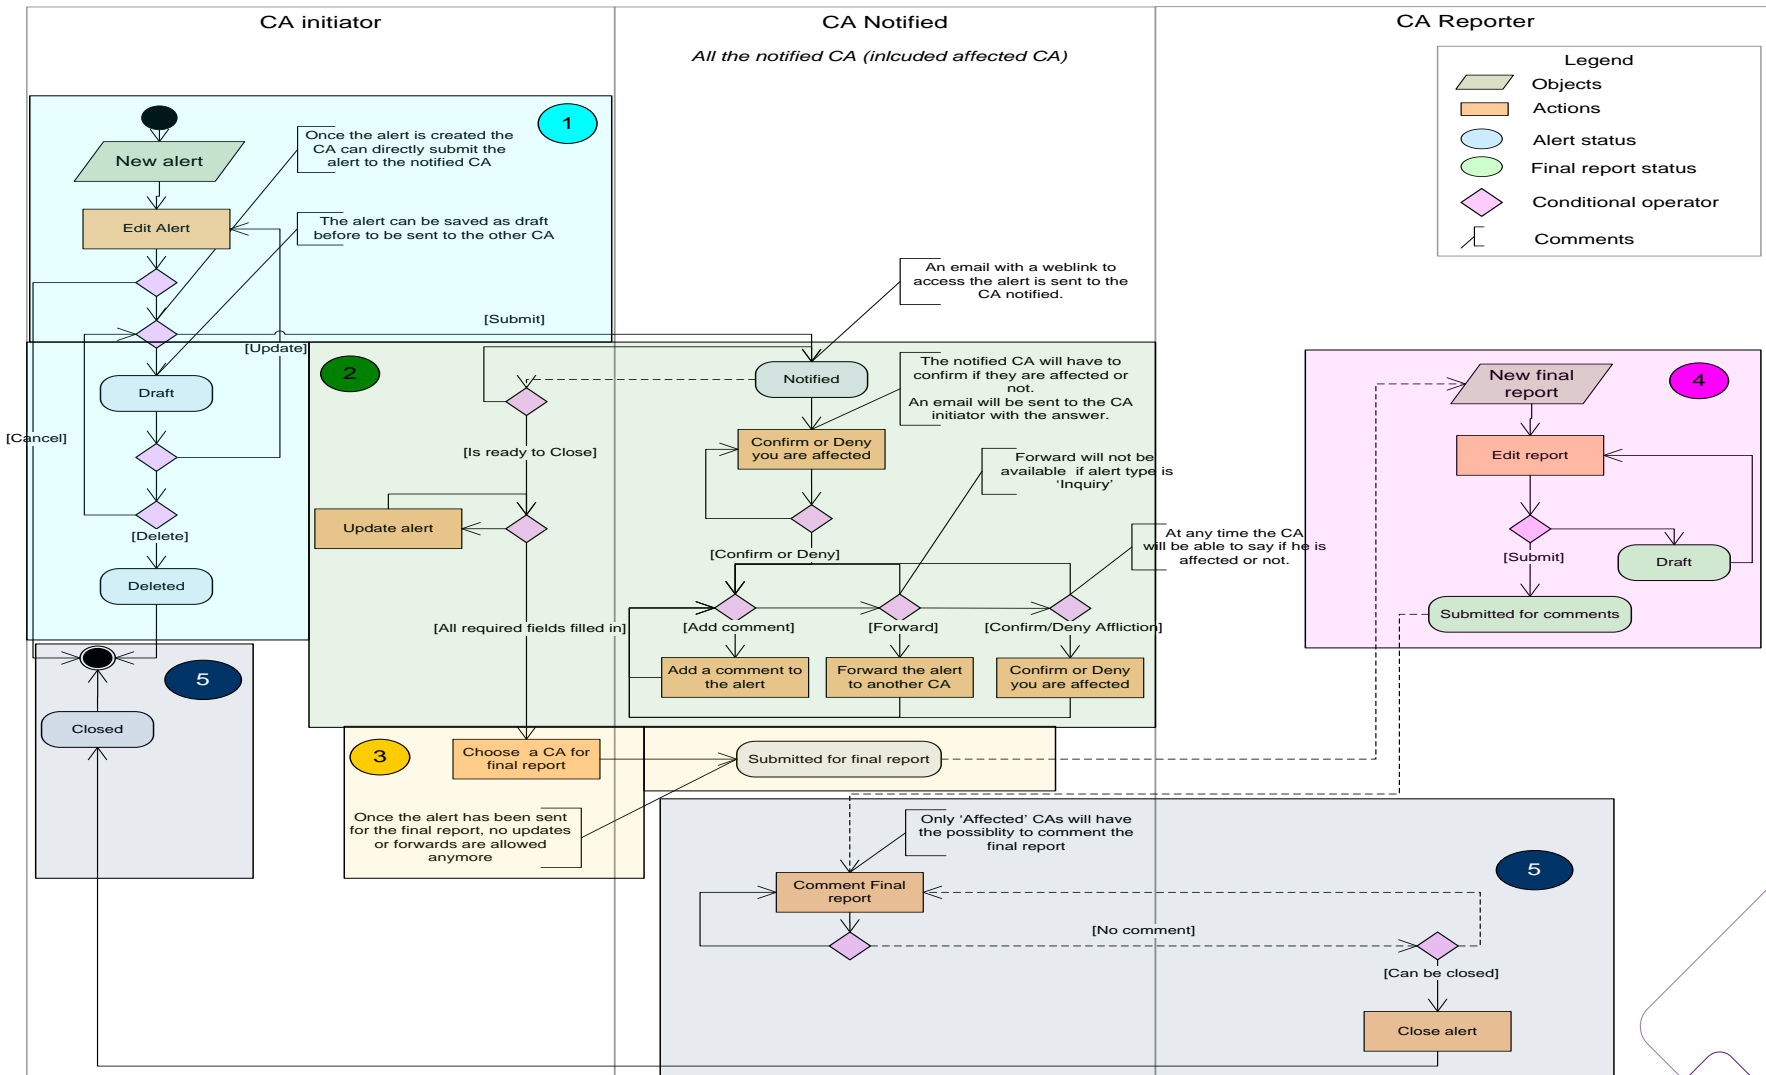 CA initiator
CA Notified
CA Reporter
All the notified CA (inlcuded affected CA)
Legend
Objects
Actions
Alert status
Final report status
Conditional operator
Comments
1
New alert
Once the alert is created the
CA can directly submit the
alert to the notified CA
Edit Alert
The alert can be saved as draft
before to be sent to the other CA
An email with a weblink to
access the alert is sent to the
CA notified.
[Submit]
[Update]
2
Draft
[Cancel]
[Delete]
Deleted
Notified
The notified CA will have to
confirm if they are affected or
not.
An email will be sent to the CA
initiator with the answer.
[Is ready to Close]
Confirm or Deny
you are affected
Forward will not be
available  if alert type is
‘Inquiry’
Update alert
[Confirm or Deny]
At any time the CA
will be able to say if he is
affected or not.
[All required fields filled in]
[Add comment]
[Forward]
[Confirm/Deny Affliction]
Add a comment to
the alert
Forward the alert
to another CA
Confirm or Deny
you are affected
4
New final
report
Edit report
[Submit]
Draft
Submitted for comments
5
Closed
3
Choose  a CA for
final report
Submitted for final report
Once the alert has been sent
for the final report, no updates
or forwards are allowed
anymore
Only ‘Affected’ CAs will have
the possiblity to comment the
final report
5
Comment Final
report
[No comment]
[Can be closed]
Close alert